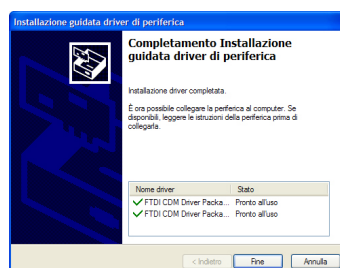 Installazione guidata driver di periferica
Completamento Installazione
guidata driver di periferica
Installazione driver completata.
È ora possibile collegare la periferica al computer. Se
disponibili, leggere le istruzioni della periferica prima di
collegarla.
Nome driver Stato
FTDI CDM Driver Packa... Pronto all'uso
FTDI CDM Driver Packa... Pronto all'uso
< Indietro Fine Annulla